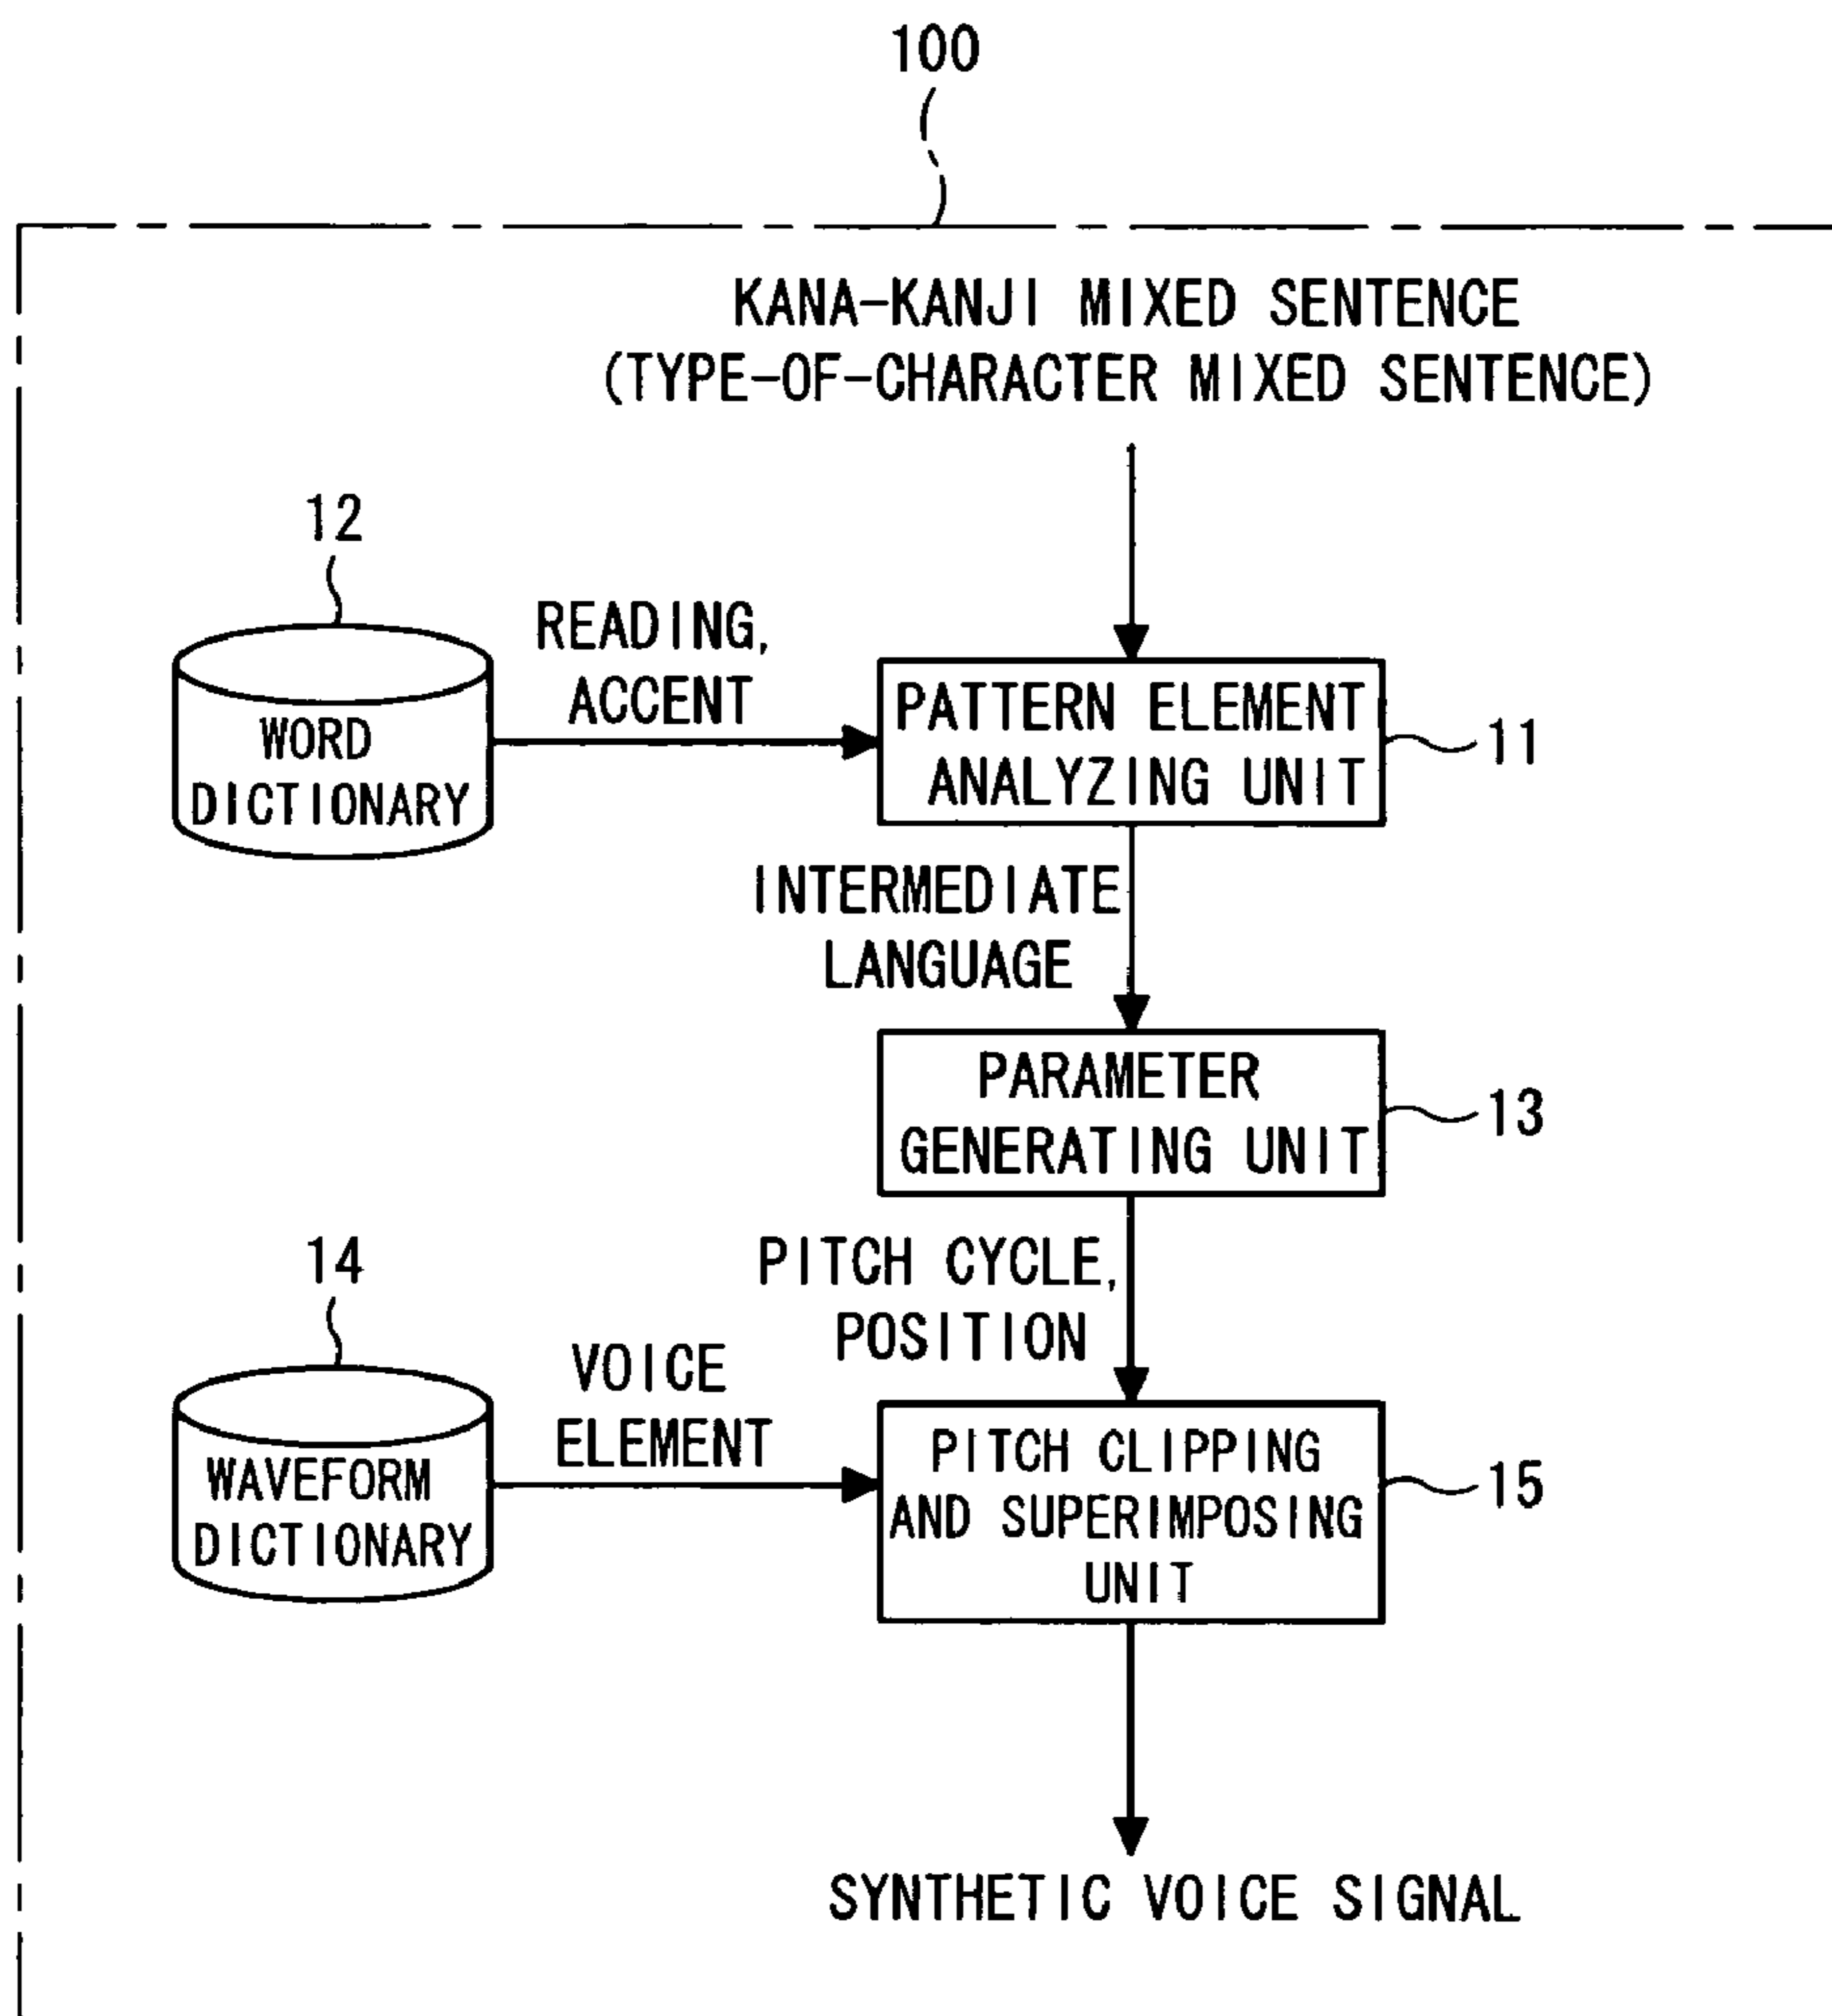 100
KANA-KANJI MIXED SENTENCE
(TYPE-OF-CHARACTER MIXED SENTENCE)
12
READING,
ACCENT
WORD
DICTIONARY
PATTERN ELEMENT
ANALYZING UNIT
11
INTERMEDIATE
LANGUAGE
PARAMETER
GENERATING UNIT
13
PITCH CYCLE,
POSITION
14
VOICE
ELEMENT
WAVEFORM
DICTIONARY
PITCH CLIPPING
AND SUPERIMPOSING
UNIT
15
SYNTHETIC VOICE SIGNAL